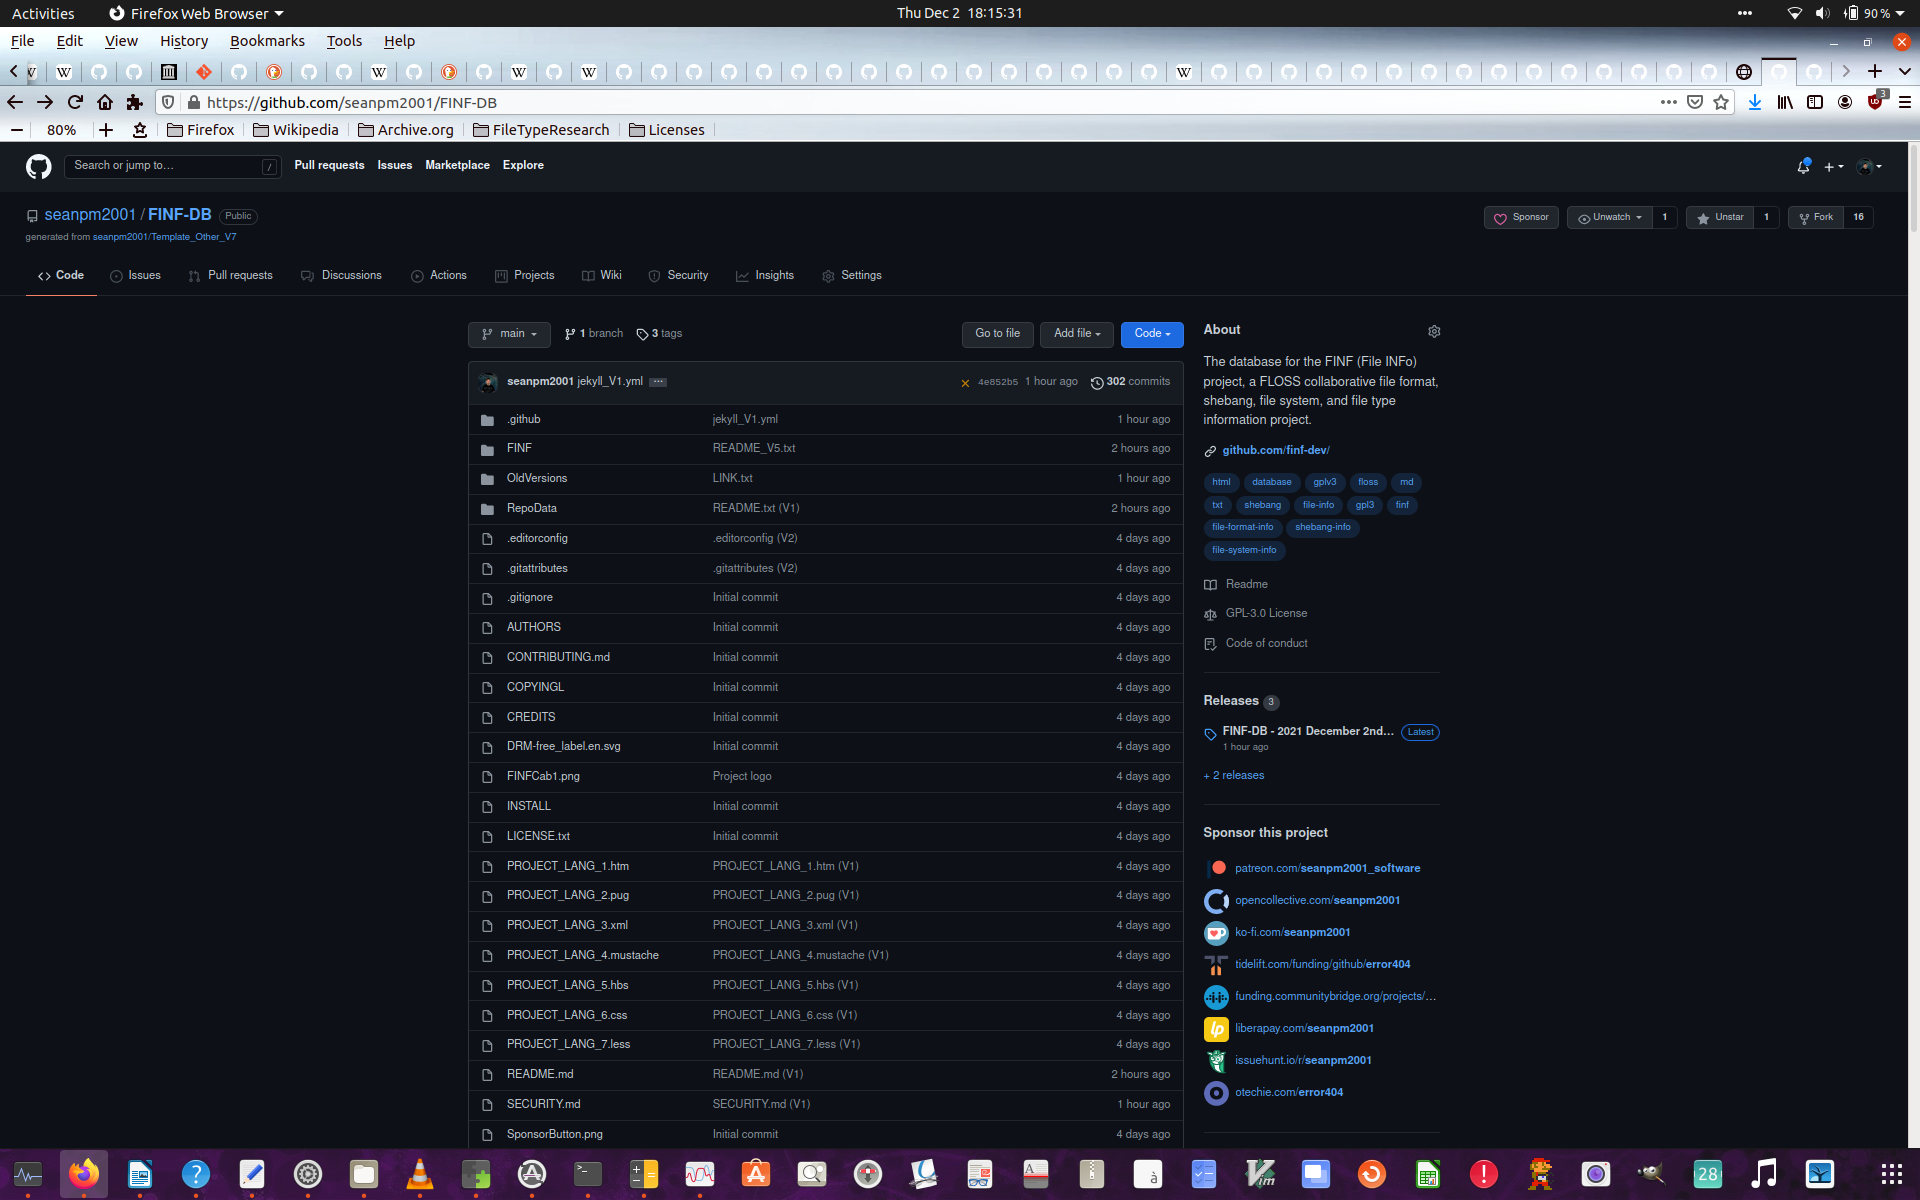 Activities Firefox Web Browser Thu Dec 2 18:15:31 90 %
File Edit View History Bookmarks Tools Help
https://github.com/seanpm2001/FINF-DB 3
80% Firefox Wikipedia Archive.org FileTypeResearch Licenses
Search or jump to... / Pull requests Issues Marketplace Explore
seanpm2001 / FINF-DB Public Sponsor Unwatch 1 Unstar 1 Fork 16
generated from seanpm2001/Template_Other_V7
Code Issues Pull requests Discussions Actions Projects Wiki Security Insights Settings
main 1 branch 3 tags Go to file Add file Code
seanpm2001 jekyll_V1.yml 4e852b5 1 hour ago 302 commits
.github jekyll_V1.yml 1 hour ago
FINF README_V5.txt 2 hours ago
OldVersions LINK.txt 1 hour ago
RepoData README.txt (V1) 2 hours ago
.editorconfig .editorconfig (V2) 4 days ago
.gitattributes .gitattributes (V2) 4 days ago
.gitignore Initial commit 4 days ago
AUTHORS Initial commit 4 days ago
CONTRIBUTING.md Initial commit 4 days ago
COPYINGL Initial commit 4 days ago
CREDITS Initial commit 4 days ago
DRM-free_label.en.svg Initial commit 4 days ago
FINFCab1.png Project logo 4 days ago
INSTALL Initial commit 4 days ago
LICENSE.txt Initial commit 4 days ago
PROJECT_LANG_1.htm PROJECT_LANG_1.htm (V1) 4 days ago
PROJECT_LANG_2.pug PROJECT_LANG_2.pug (V1) 4 days ago
PROJECT_LANG_3.xml PROJECT_LANG_3.xml (V1) 4 days ago
PROJECT_LANG_4.mustache PROJECT_LANG_4.mustache (V1) 4 days ago
PROJECT_LANG_5.hbs PROJECT_LANG_5.hbs (V1) 4 days ago
PROJECT_LANG_6.css PROJECT_LANG_6.css (V1) 4 days ago
PROJECT_LANG_7.less PROJECT_LANG_7.less (V1) 4 days ago
README.md README.md (V1) 2 hours ago
SECURITY.md SECURITY.md (V1) 1 hour ago
SponsorButton.png Initial commit 4 days ago
About
The database for the FINF (File INFo)
project, a FLOSS collaborative file format,
shebang, file system, and file type
information project.
github.com/finf-dev/
html database gplv3 floss md
txt shebang file-info gpl3 finf
file-format-info shebang-info
file-system-info
Readme
GPL-3.0 License
Code of conduct
Releases 3
FINF-DB - 2021 December 2nd... Latest
1 hour ago
+ 2 releases
Sponsor this project
patreon.com/seanpm2001_software
opencollective.com/seanpm2001
ko-fi.com/seanpm2001
tidelift.com/funding/github/error404
funding.communitybridge.org/projects/...
liberapay.com/seanpm2001
issuehunt.io/r/seanpm2001
otechie.com/error404
28